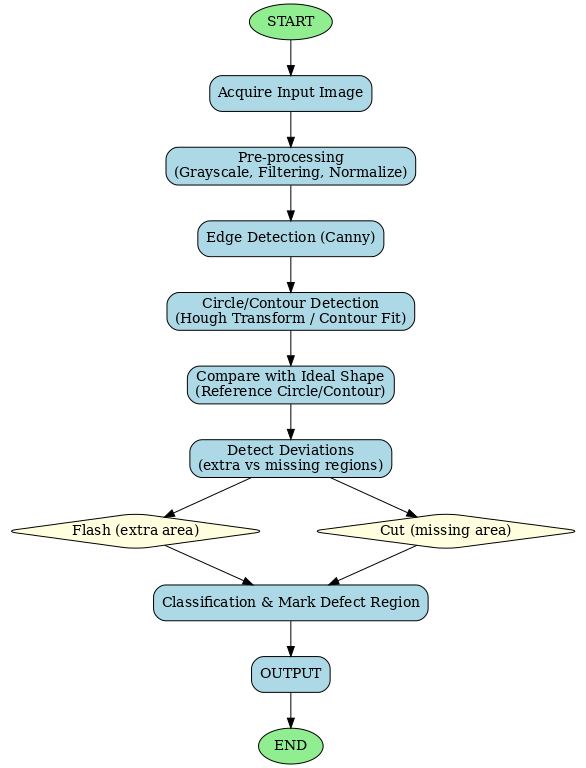 START
Acquire Input Image
Pre-processing
(Grayscale, Filtering, Normalize)
Edge Detection (Canny)
Circle/Contour Detection
(Hough Transform / Contour Fit)
Compare with Ideal Shape
(Reference Circle/Contour)
Detect Deviations
(extra vs missing regions)
Flash (extra area)
Cut (missing area)
Classification & Mark Defect Region
OUTPUT
END